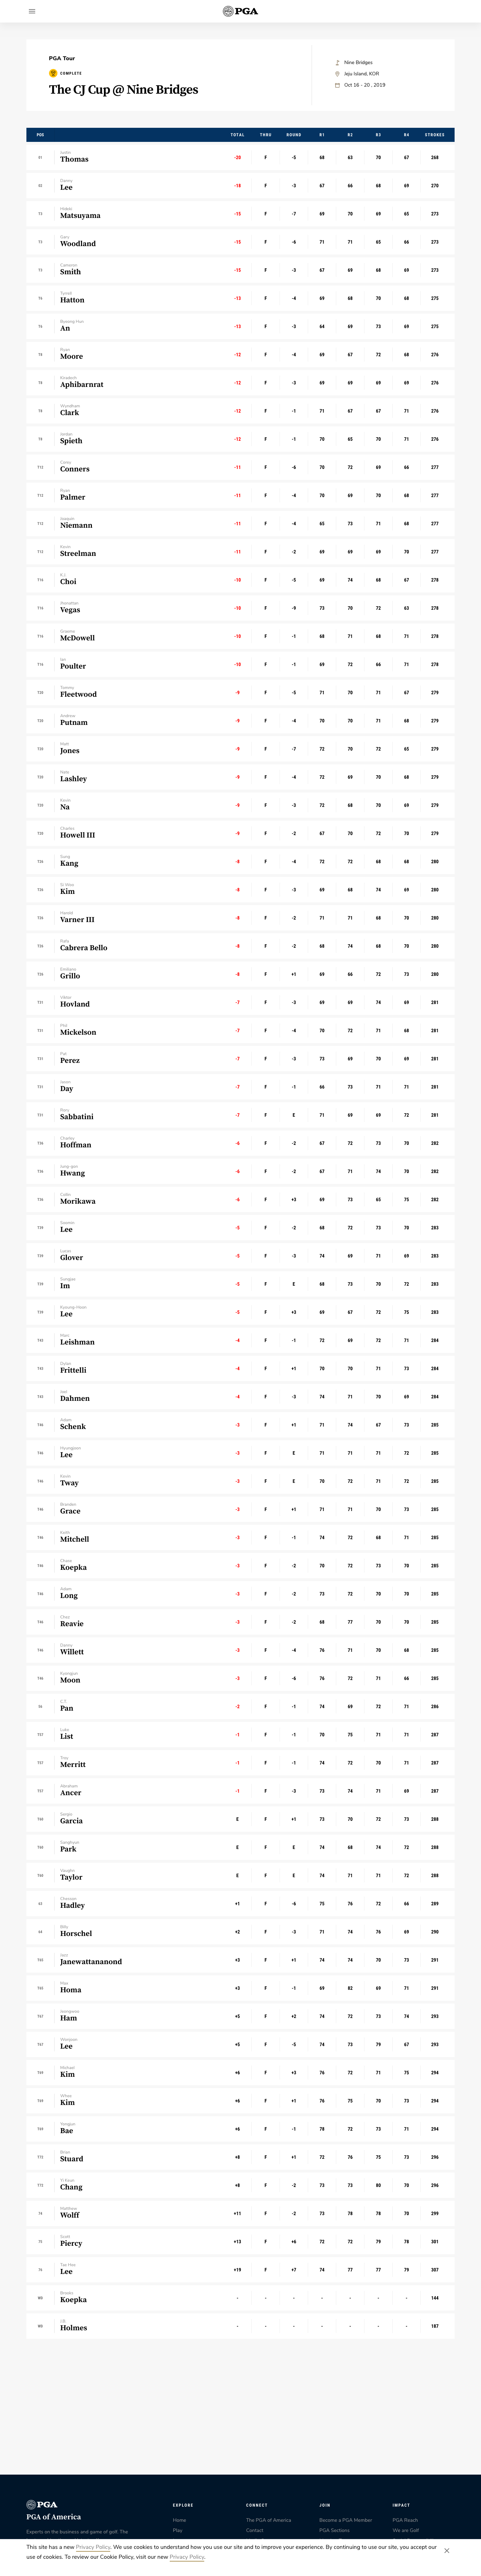 PGA
PGA Tour
COMPLETE
The CJ Cup @ Nine Bridges
Nine Bridges
Jeju Island, KOR
Oct 16 - 20 , 2019
POS TOTAL THRU ROUND R1 R2 R3 R4 STROKES
01 Justin Thomas -20 F -5 68 63 70 67 268
02 Danny Lee -18 F -3 67 66 68 69 270
T3 Hideki Matsuyama -15 F -7 69 70 69 65 273
T3 Gary Woodland -15 F -6 71 71 65 66 273
T3 Cameron Smith -15 F -3 67 69 68 69 273
T6 Tyrrell Hatton -13 F -4 69 68 70 68 275
T6 Byeong Hun An -13 F -3 64 69 73 69 275
T8 Ryan Moore -12 F -4 69 67 72 68 276
T8 Kiradech Aphibarnrat -12 F -3 69 69 69 69 276
T8 Wyndham Clark -12 F -1 71 67 67 71 276
T8 Jordan Spieth -12 F -1 70 65 70 71 276
T12 Corey Conners -11 F -6 70 72 69 66 277
T12 Ryan Palmer -11 F -4 70 69 70 68 277
T12 Joaquin Niemann -11 F -4 65 73 71 68 277
T12 Kevin Streelman -11 F -2 69 69 69 70 277
T16 K.J. Choi -10 F -5 69 74 68 67 278
T16 Jhonattan Vegas -10 F -9 73 70 72 63 278
T16 Graeme McDowell -10 F -1 68 71 68 71 278
T16 Ian Poulter -10 F -1 69 72 66 71 278
T20 Tommy Fleetwood -9 F -5 71 70 71 67 279
T20 Andrew Putnam -9 F -4 70 70 71 68 279
T20 Matt Jones -9 F -7 72 70 72 65 279
T20 Nate Lashley -9 F -4 72 69 70 68 279
T20 Kevin Na -9 F -3 72 68 70 69 279
T20 Charles Howell III -9 F -2 67 70 72 70 279
T26 Sung Kang -8 F -4 72 72 68 68 280
T26 Si Woo Kim -8 F -3 69 68 74 69 280
T26 Harold Varner III -8 F -2 71 71 68 70 280
T26 Rafa Cabrera Bello -8 F -2 68 74 68 70 280
T26 Emiliano Grillo -8 F +1 69 66 72 73 280
T31 Viktor Hovland -7 F -3 69 69 74 69 281
T31 Phil Mickelson -7 F -4 70 72 71 68 281
T31 Pat Perez -7 F -3 73 69 70 69 281
T31 Jason Day -7 F -1 66 73 71 71 281
T31 Rory Sabbatini -7 F E 71 69 69 72 281
T36 Charley Hoffman -6 F -2 67 72 73 70 282
T36 Jung-gon Hwang -6 F -2 67 71 74 70 282
T36 Collin Morikawa -6 F +3 69 73 65 75 282
T39 Soomin Lee -5 F -2 68 72 73 70 283
T39 Lucas Glover -5 F -3 74 69 71 69 283
T39 Sungjae Im -5 F E 68 73 70 72 283
T39 Kyoung-Hoon Lee -5 F +3 69 67 72 75 283
T43 Marc Leishman -4 F -1 72 69 72 71 284
T43 Dylan Frittelli -4 F +1 70 70 71 73 284
T43 Joel Dahmen -4 F -3 74 71 70 69 284
T46 Adam Schenk -3 F +1 71 74 67 73 285
T46 Hyungjoon Lee -3 F E 71 71 71 72 285
T46 Kevin Tway -3 F E 70 72 71 72 285
T46 Branden Grace -3 F +1 71 71 70 73 285
T46 Keith Mitchell -3 F -1 74 72 68 71 285
T46 Chase Koepka -3 F -2 70 72 73 70 285
T46 Adam Long -3 F -2 73 72 70 70 285
T46 Chez Reavie -3 F -2 68 77 70 70 285
T46 Danny Willett -3 F -4 76 71 70 68 285
T46 Kyongjun Moon -3 F -6 76 72 71 66 285
56 C.T. Pan -2 F -1 74 69 72 71 286
T57 Luke List -1 F -1 70 75 71 71 287
T57 Troy Merritt -1 F -1 74 72 70 71 287
T57 Abraham Ancer -1 F -3 73 74 71 69 287
T60 Sergio Garcia E F +1 73 70 72 73 288
T60 Sanghyun Park E F E 74 68 74 72 288
T60 Vaughn Taylor E F E 74 71 71 72 288
63 Chesson Hadley +1 F -6 75 76 72 66 289
64 Billy Horschel +2 F -3 71 74 76 69 290
T65 Jazz Janewattananond +3 F +1 74 74 70 73 291
T65 Max Homa +3 F -1 69 82 69 71 291
T67 Jeongwoo Ham +5 F +2 74 72 73 74 293
T67 Wonjoon Lee +5 F -5 74 73 79 67 293
T69 Michael Kim +6 F +3 76 72 71 75 294
T69 Whee Kim +6 F +1 76 75 70 73 294
T69 Yongjun Bae +6 F -1 78 72 73 71 294
T72 Brian Stuard +8 F +1 72 76 75 73 296
T72 Yi Keun Chang +8 F -2 73 73 80 70 296
74 Matthew Wolff +11 F -2 73 78 78 70 299
75 Scott Piercy +13 F +6 72 72 79 78 301
76 Tae Hee Lee +19 F +7 74 77 77 79 307
WD Brooks Koepka - - - - - - - 144
WD J.B. Holmes - - - - - - - 187
PGA
PGA of America
Experts on the business and game of golf. The
EXPLORE
Home
Play
CONNECT
The PGA of America
Contact
JOIN
Become a PGA Member
PGA Sections
IMPACT
PGA Reach
We are Golf
This site has a new Privacy Policy. We use cookies to understand how you use our site and to improve your experience. By continuing to use our site, you accept our
use of cookies. To review our Cookie Policy, visit our new Privacy Policy.